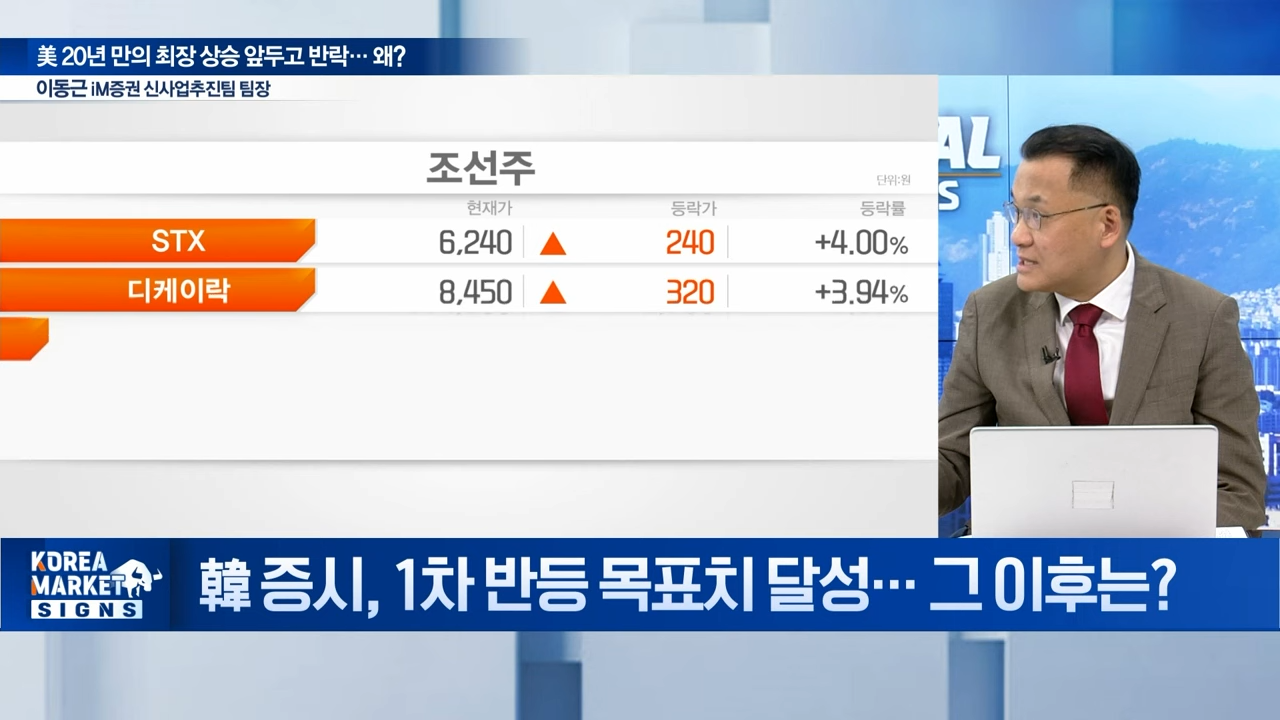 美 20년 만의 최장 상승 앞두고 반락… 왜?
이동근 iM증권 신사업추진팀 팀장
조선주
단위:원
현재가 등락가 등락률
STX 6,240 ▲ 240 +4.00%
디케이락 8,450 ▲ 320 +3.94%
AL
S
KOREA
MARKET
SIGNS
韓 증시, 1차 반등 목표치 달성… 그 이후는?